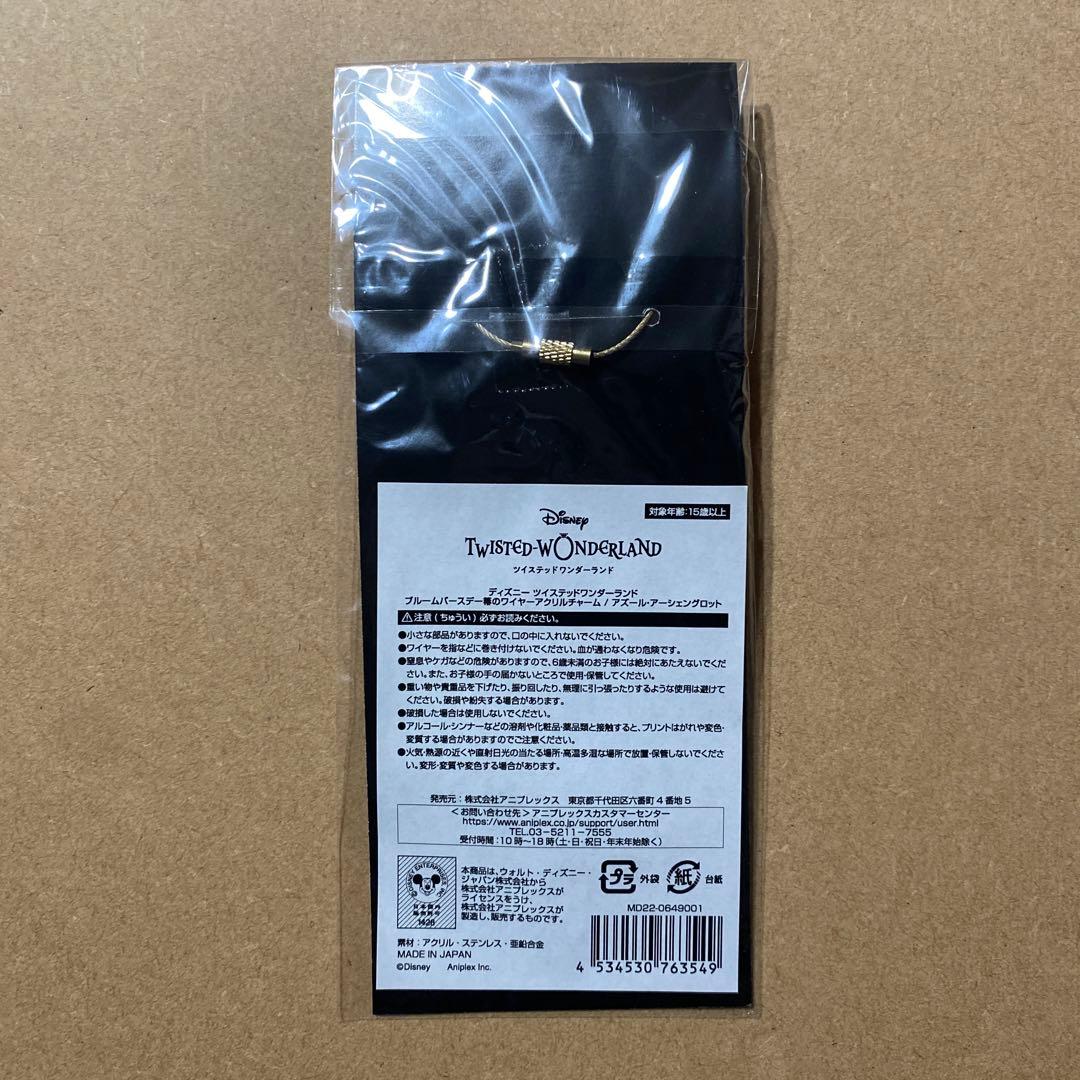 Disney
対象年齢:15歳以上
TWISTED-WONDERLAND
ツイステッドワンダーランド
ディズニー ツイステッドワンダーランド
ブルームバースデー箒のワイヤーアクリルチャーム / アズール・アーシェングロット
⚠注意 ( ちゅうい ) 必ずお読みください。
●小さな部品がありますので、口の中に入れないでください。
●ワイヤーを指などに巻き付けないでください。血が通わなくなり危険です。
●窒息やケガなどの危険がありますので、6歳未満のお子様には絶対にあたえないでくだ
さい。また、お子様の手の届かないところで使用・保管してください。
●重い物や貴重品を下げたり、振り回したり、無理に引っ張ったりするような使用は避けて
ください。破損や紛失する場合があります。
●破損した場合は使用しないでください。
●アルコール・シンナーなどの溶剤や化粧品・薬品類と接触すると、プリントはがれや変色・
変質する場合がありますのでご注意ください。
●火気・熱源の近くや直射日光の当たる場所・高温多湿な場所で放置・保管しないでくださ
い。変形・変質や変色する場合があります。
発売元：株式会社アニプレックス 東京都千代田区六番町4番地5
＜お問い合わせ先＞アニプレックスカスタマーセンター
https://www.aniplex.co.jp/support/user.html
TEL.03-5211-7555
受付時間：10時～18時(土・日・祝日・年末年始除く)
DISNEY ENTERPRISES, INC.
日本国内
販売許可
1426
本商品は、ウォルト・ディズニー・
ジャパン株式会社から
株式会社アニプレックスが
ライセンスをうけ、
株式会社アニプレックスが
製造し、販売するものです。
プラ 外袋 紙 台紙
MD22-0649001
素材：アクリル・ステンレス・亜鉛合金
MADE IN JAPAN
©Disney Aniplex Inc.
4 534530 763549